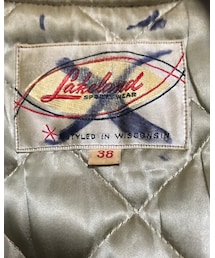 Lakeland
SPORTSWEAR
STYLED IN WISCONSIN
38